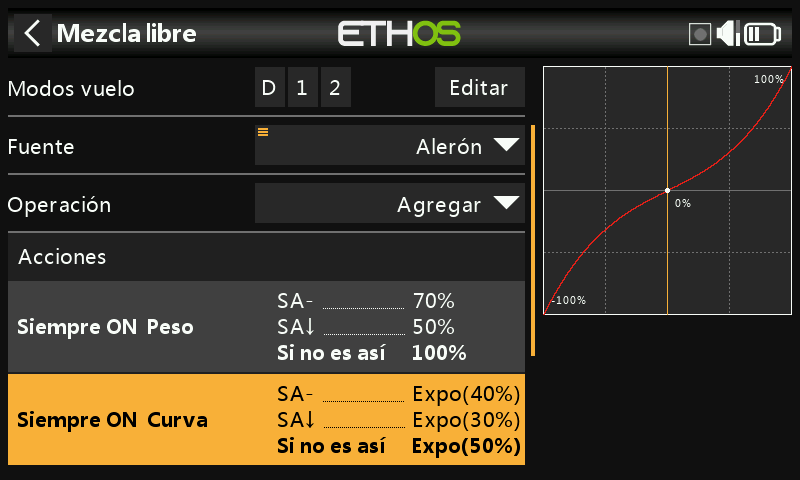 Mezcla libre
ETHOS
Modos vuelo D 1 2 Editar
Fuente Alerón
Operación Agregar
Acciones
Siempre ON Peso
SA- 70%
SA↓ 50%
Si no es así 100%
Siempre ON Curva
SA- Expo(40%)
SA↓ Expo(30%)
Si no es así Expo(50%)
100%
0%
-100%